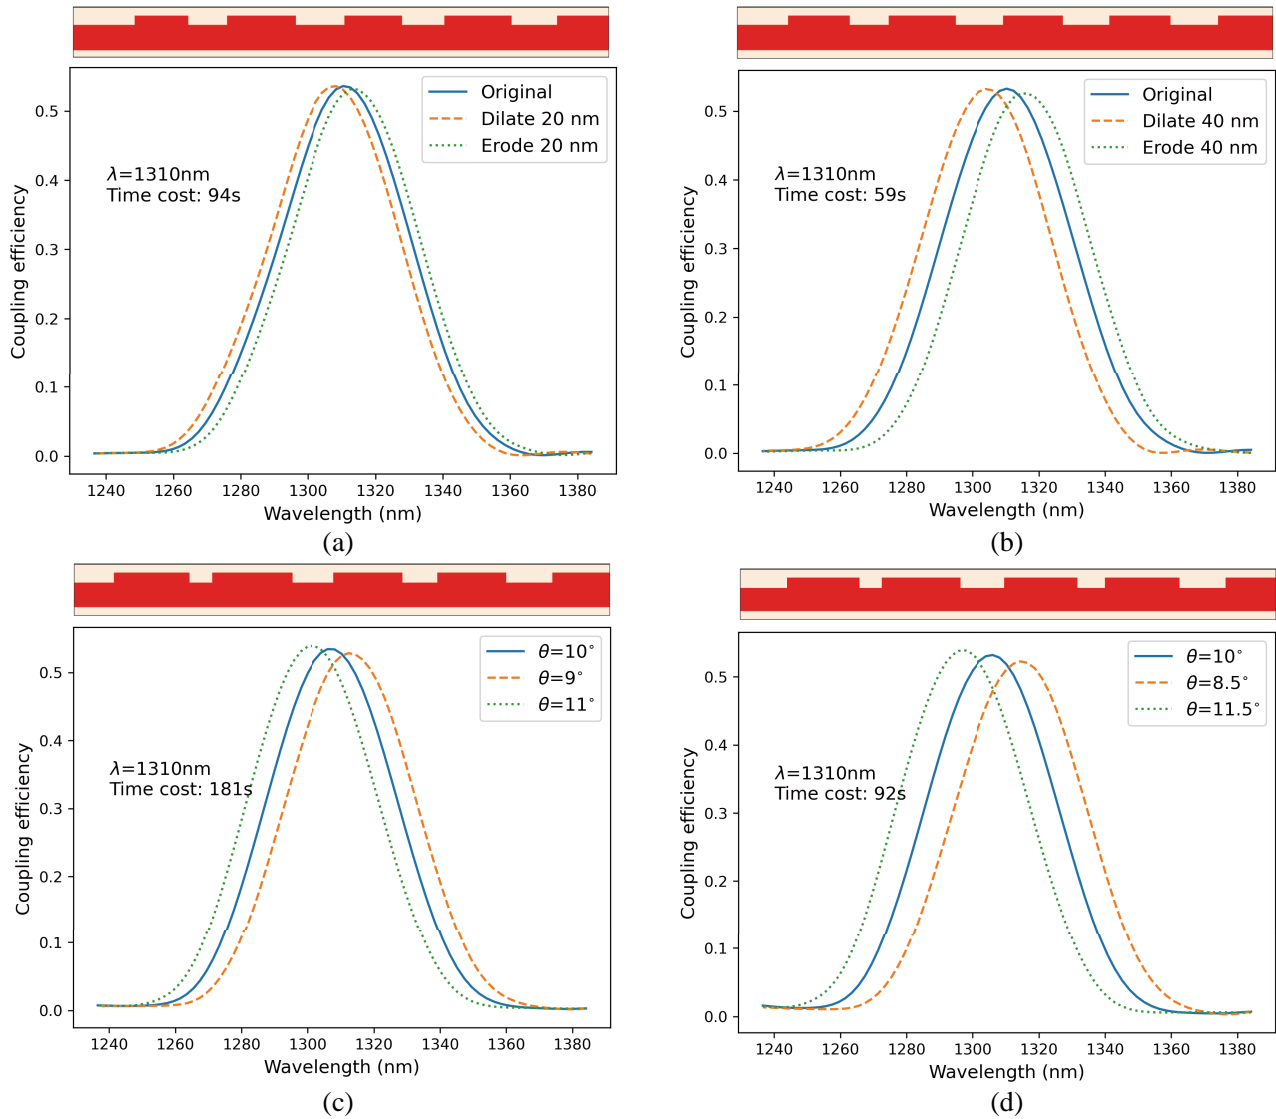 0.5
0.4
0.3
0.2
0.1
0.0
Coupling efficiency
Original
Dilate 20 nm
Erode 20 nm
λ=1310nm
Time cost: 94s
1240 1260 1280 1300 1320 1340 1360 1380
Wavelength (nm)
(a)
0.5
0.4
0.3
0.2
0.1
0.0
Coupling efficiency
Original
Dilate 40 nm
Erode 40 nm
λ=1310nm
Time cost: 59s
1240 1260 1280 1300 1320 1340 1360 1380
Wavelength (nm)
(b)
0.5
0.4
0.3
0.2
0.1
0.0
Coupling efficiency
θ=10°
θ=9°
θ=11°
λ=1310nm
Time cost: 181s
1240 1260 1280 1300 1320 1340 1360 1380
Wavelength (nm)
(c)
0.5
0.4
0.3
0.2
0.1
0.0
Coupling efficiency
θ=10°
θ=8.5°
θ=11.5°
λ=1310nm
Time cost: 92s
1240 1260 1280 1300 1320 1340 1360 1380
Wavelength (nm)
(d)